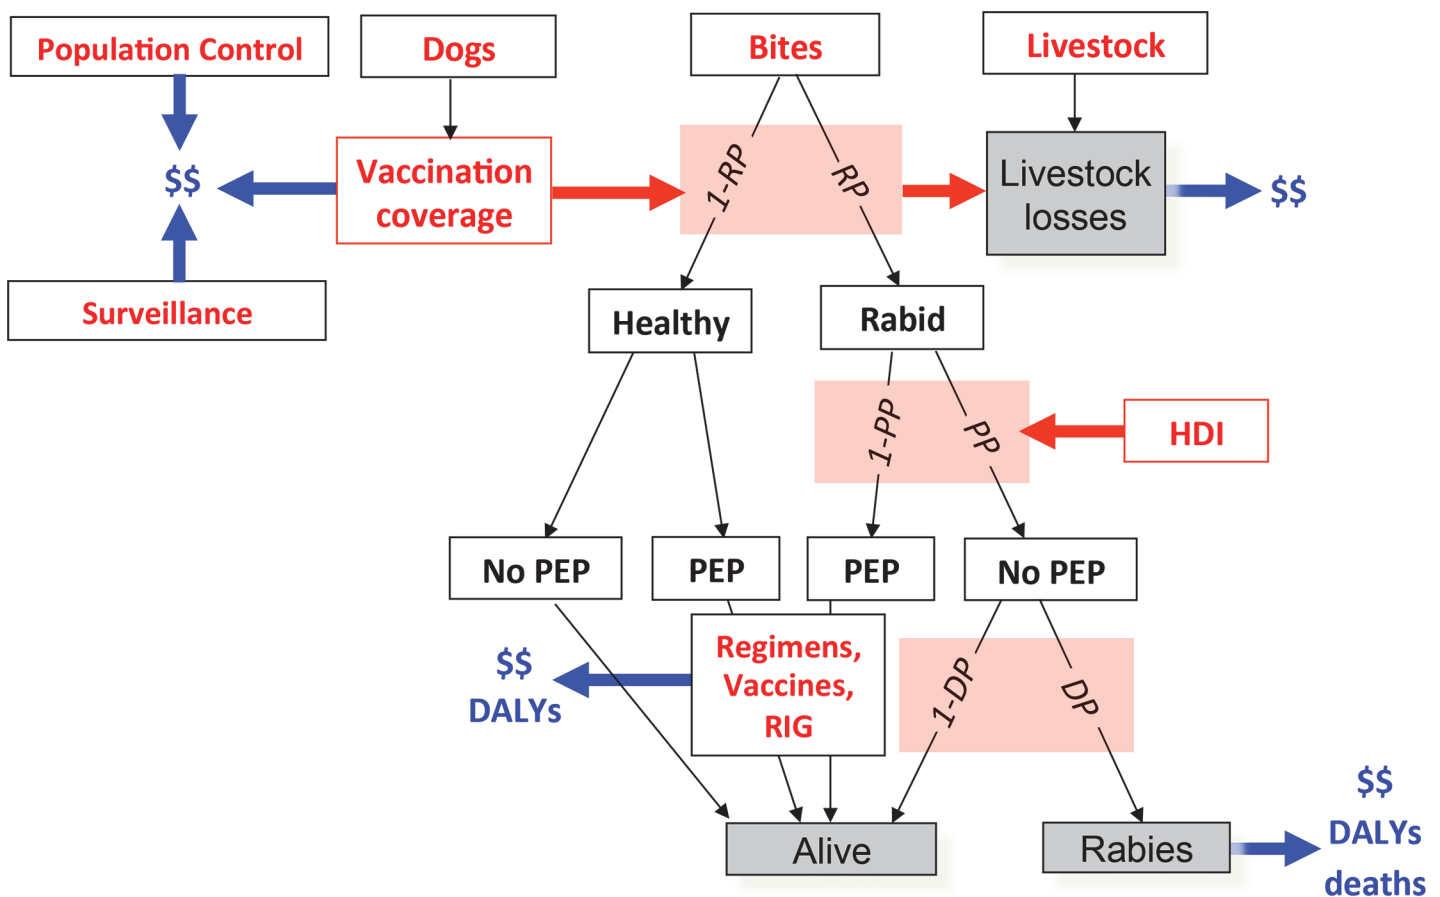 Population Control
Dogs
Bites
Livestock
$$
Vaccination
coverage
1-RP
RP
Livestock
losses
$$
Surveillance
Healthy
Rabid
1-PP
PP
HDI
No PEP
PEP
PEP
No PEP
$$
DALYs
Regimens,
Vaccines,
RIG
1-DP
DP
Alive
Rabies
$$
DALYs
deaths